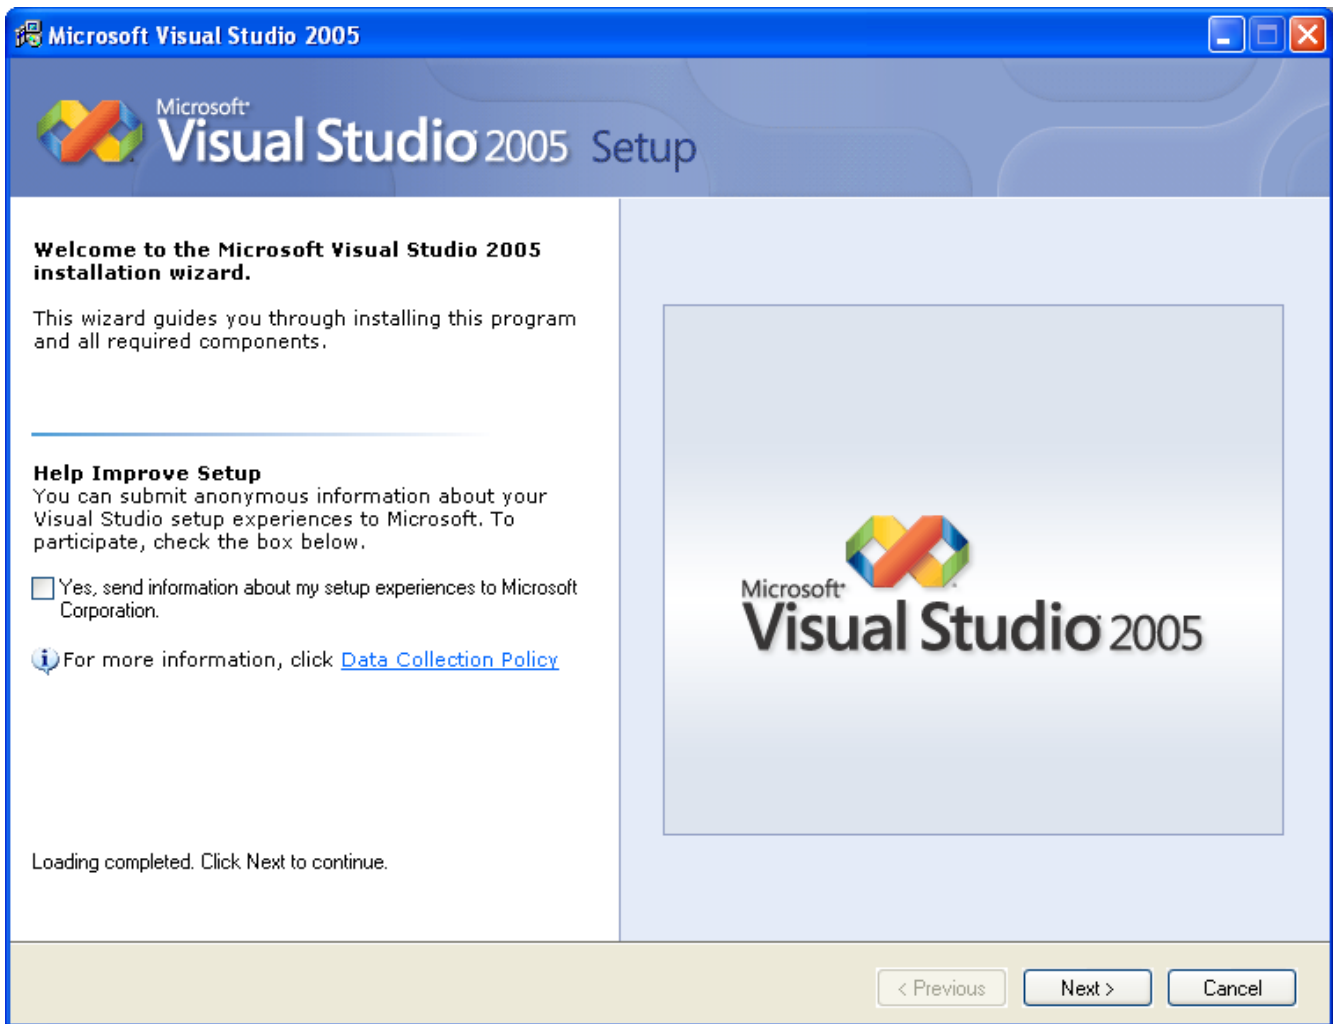 Microsoft Visual Studio 2005
Microsoft
Visual Studio 2005 Setup
Welcome to the Microsoft Visual Studio 2005
installation wizard.
This wizard guides you through installing this program
and all required components.
Help Improve Setup
You can submit anonymous information about your
Visual Studio setup experiences to Microsoft. To
participate, check the box below.
Yes, send information about my setup experiences to Microsoft
Corporation.
For more information, click Data Collection Policy
Loading completed. Click Next to continue.
Microsoft
Visual Studio 2005
< Previous
Next >
Cancel